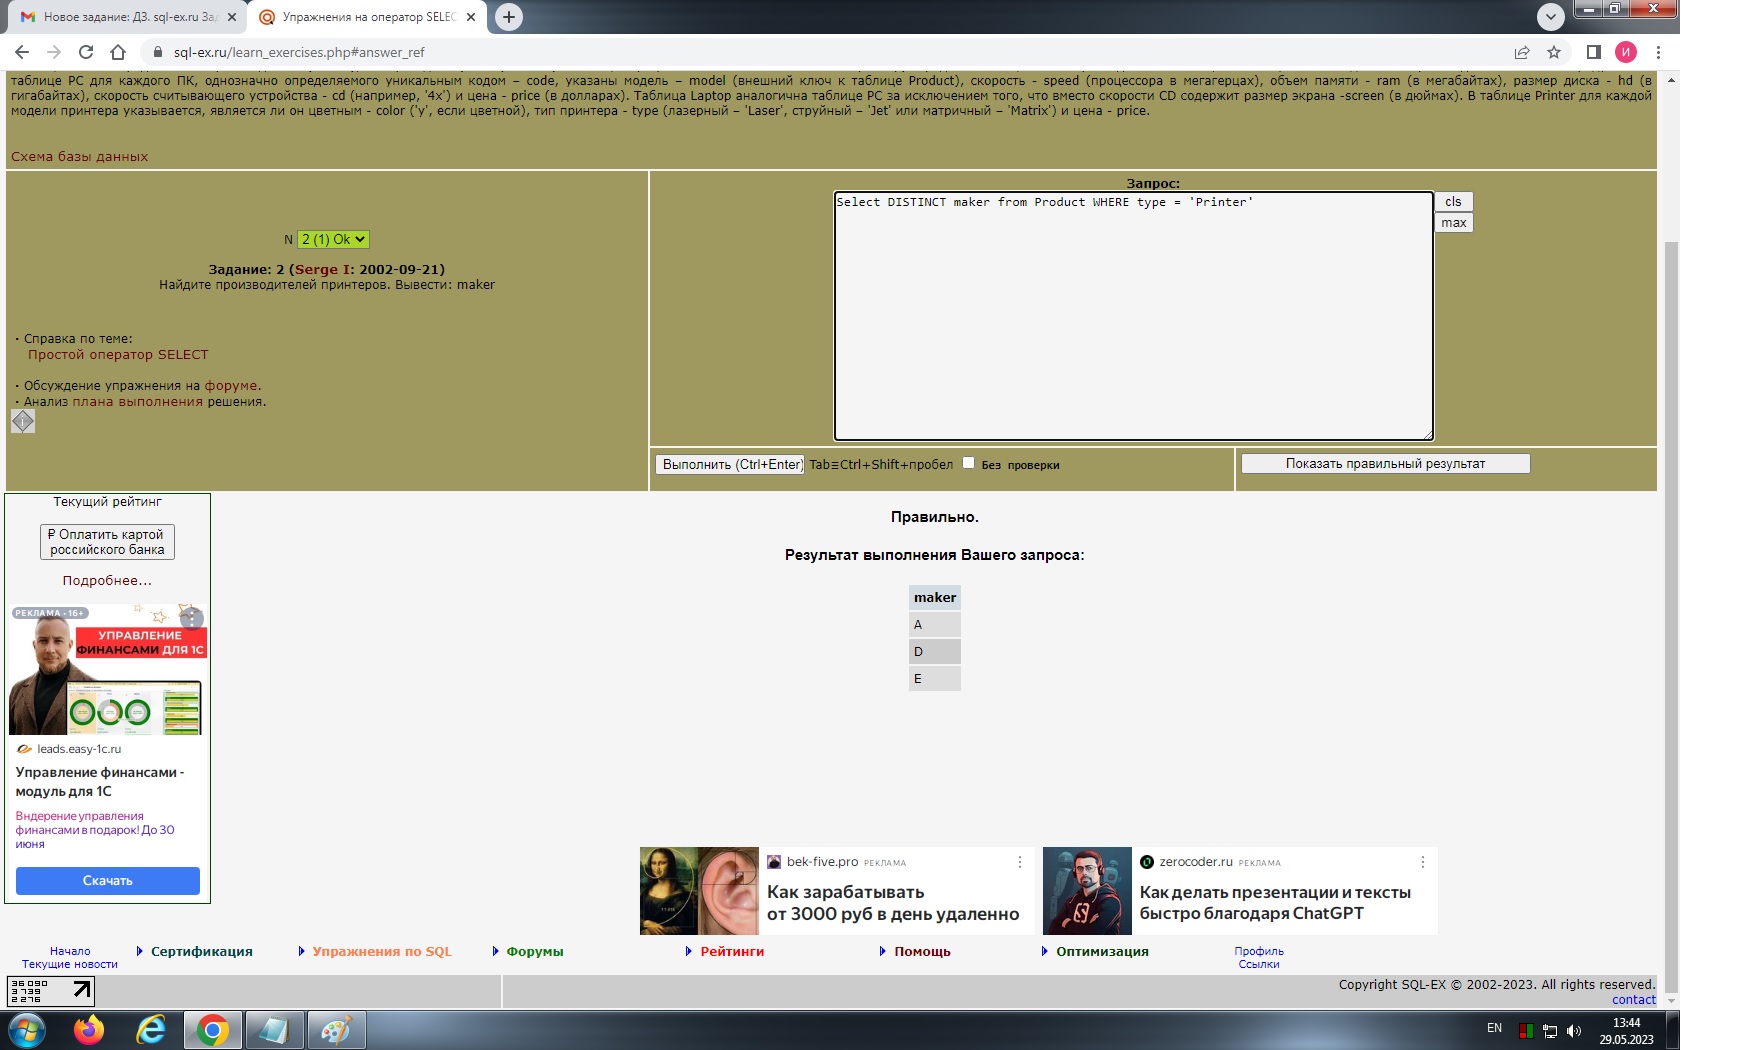 Новое задание: ДЗ. sql-ex.ru За
Упражнения на оператор SELEC
sql-ex.ru/learn_exercises.php#answer_ref
И
таблице PC для каждого ПК, однозначно определяемого уникальным кодом – code, указаны модель – model (внешний ключ к таблице Product), скорость - speed (процессора в мегагерцах), объем памяти - ram (в мегабайтах), размер диска - hd (в
гигабайтах), скорость считывающего устройства - cd (например, '4x') и цена - price (в долларах). Таблица Laptop аналогична таблице PC за исключением того, что вместо скорости CD содержит размер экрана -screen (в дюймах). В таблице Printer для каждой
модели принтера указывается, является ли он цветным - color ('y', если цветной), тип принтера - type (лазерный – 'Laser', струйный – 'Jet' или матричный – 'Matrix') и цена - price.
Схема базы данных
Запрос:
Select DISTINCT maker from Product WHERE type = 'Printer'
cls
max
N 2 (1) Ok
Задание: 2 (Serge I: 2002-09-21)
Найдите производителей принтеров. Вывести: maker
· Справка по теме:
Простой оператор SELECT
· Обсуждение упражнения на форуме.
· Анализ плана выполнения решения.
Выполнить (Ctrl+Enter) Tab≡Ctrl+Shift+пробел Без проверки
Показать правильный результат
Текущий рейтинг
₽ Оплатить картой
российского банка
Подробнее...
РЕКЛАМА • 16+
УПРАВЛЕНИЕ
ФИНАНСАМИ ДЛЯ 1С
leads.easy-1c.ru
Управление финансами -
модуль для 1С
Вндерение управления
финансами в подарок! До 30
июня
Скачать
Правильно.
Результат выполнения Вашего запроса:
maker
A
D
E
bek-five.pro РЕКЛАМА
Как зарабатывать
от 3000 руб в день удаленно
zerocoder.ru РЕКЛАМА
Как делать презентации и тексты
быстро благодаря ChatGPT
Начало
Текущие новости
Сертификация
Упражнения по SQL
Форумы
Рейтинги
Помощь
Оптимизация
Профиль
Ссылки
36 090
3 739
2 276
Copyright SQL-EX © 2002-2023. All rights reserved.
contact
EN
13:44
29.05.2023